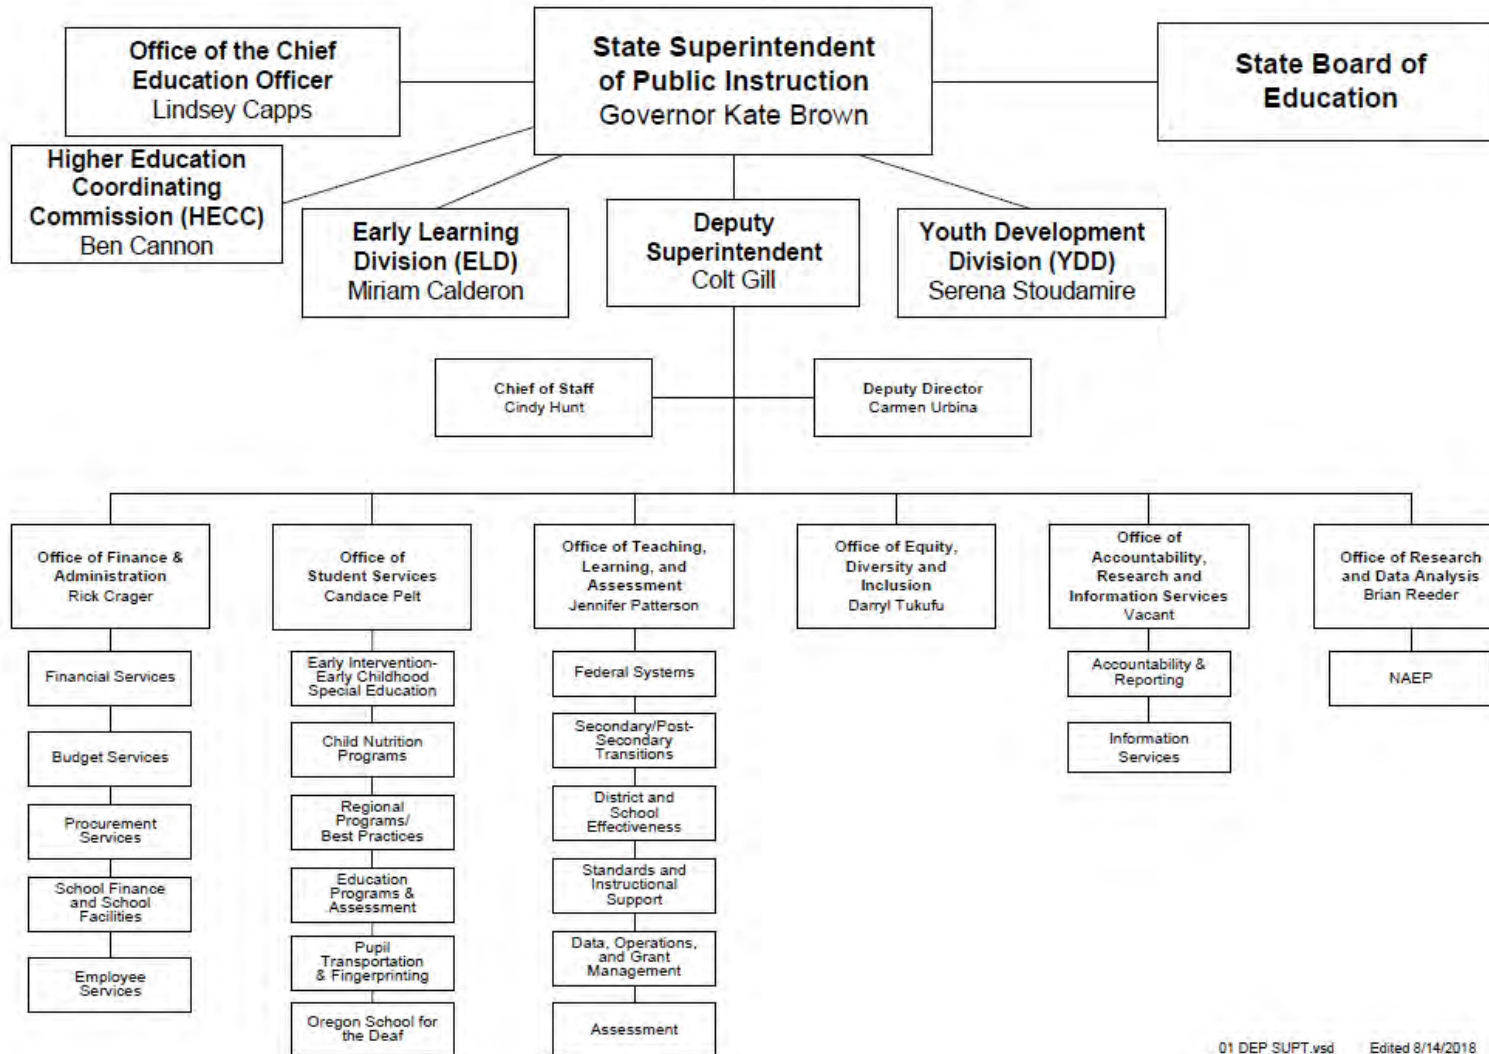 Office of the Chief
Education Officer
Lindsey Capps
State Superintendent
of Public Instruction
Governor Kate Brown
State Board of
Education
Higher Education
Coordinating
Commission (HECC)
Ben Cannon
Early Learning
Division (ELD)
Miriam Calderon
Deputy
Superintendent
Colt Gill
Youth Development
Division (YDD)
Serena Stoudamire
Chief of Staff
Cindy Hunt
Deputy Director
Carmen Urbina
Office of Finance &
Administration
Rick Crager
Office of
Student Services
Candace Pelt
Office of Teaching,
Learning, and
Assessment
Jennifer Patterson
Office of Equity,
Diversity and
Inclusion
Darryl Tukufu
Office of
Accountability,
Research and
Information Services
Vacant
Office of Research
and Data Analysis
Brian Reeder
Financial Services
Budget Services
Procurement
Services
School Finance
and School
Facilities
Employee
Services
Early Intervention-
Early Childhood
Special Education
Child Nutrition
Programs
Regional
Programs/
Best Practices
Education
Programs &
Assessment
Pupil
Transportation
& Fingerprinting
Oregon School for
the Deaf
Federal Systems
Secondary/Post-
Secondary
Transitions
District and
School
Effectiveness
Standards and
Instructional
Support
Data, Operations,
and Grant
Management
Assessment
Accountability &
Reporting
Information
Services
NAEP
01 DEP SUPT.vsd Edited 8/14/2018